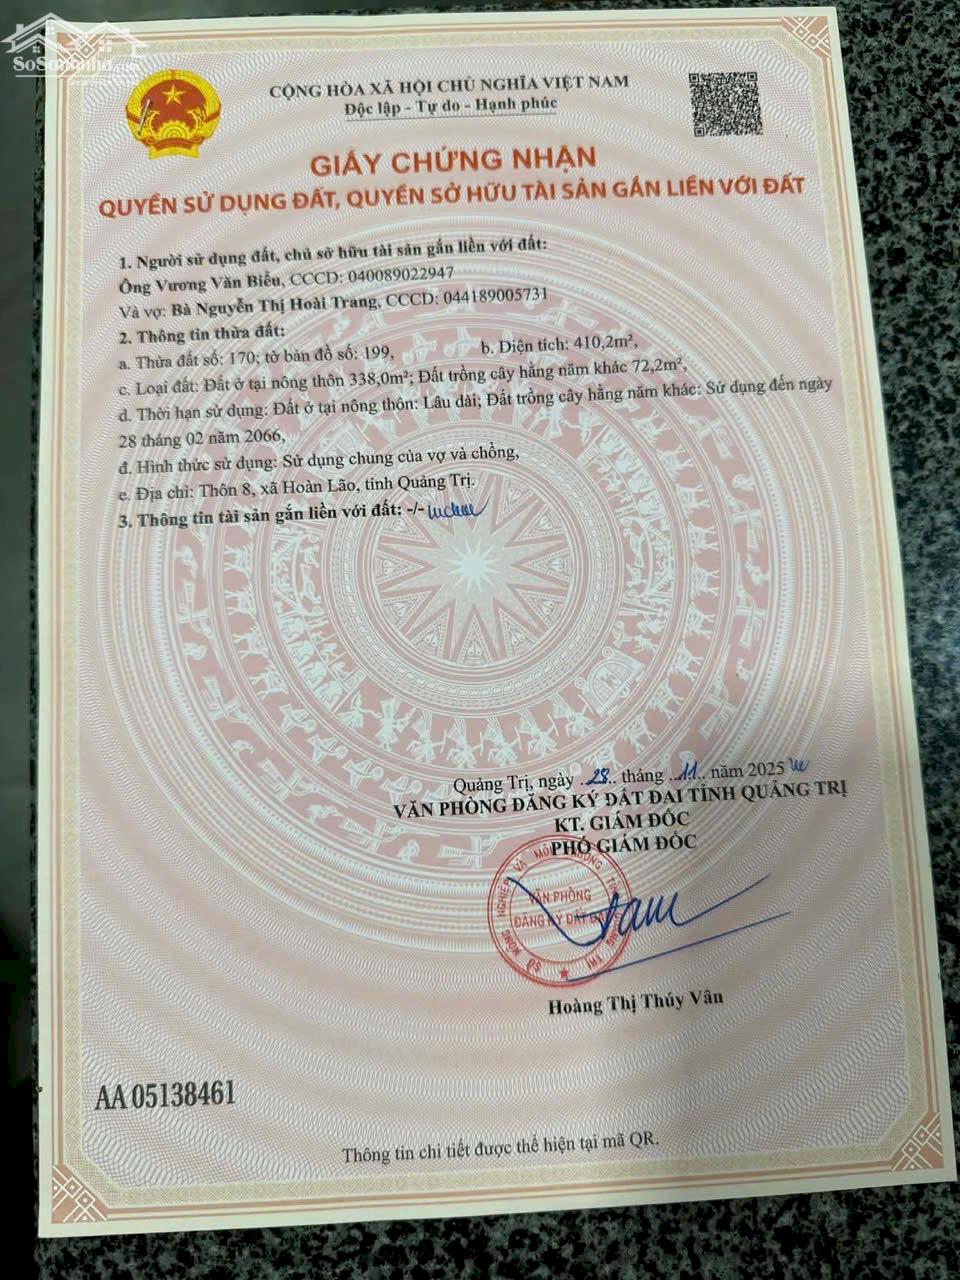 SoSanhnha.com
CỘNG HÒA XÃ HỘI CHỦ NGHĨA VIỆT NAM
Độc lập - Tự do - Hạnh phúc
GIẤY CHỨNG NHẬN
QUYỀN SỬ DỤNG ĐẤT, QUYỀN SỞ HỮU TÀI SẢN GẮN LIỀN VỚI ĐẤT
1. Người sử dụng đất, chủ sở hữu tài sản gắn liền với đất:
Ông Vương Văn Biểu, CCCD: 040089022947
Và vợ: Bà Nguyễn Thị Hoài Trang, CCCD: 044189005731
2. Thông tin thửa đất:
a. Thửa đất số: 170; tờ bản đồ số: 199, b. Diện tích: 410,2m²,
c. Loại đất: Đất ở tại nông thôn 338,0m²; Đất trồng cây hằng năm khác 72,2m²,
d. Thời hạn sử dụng: Đất ở tại nông thôn: Lâu dài; Đất trồng cây hằng năm khác: Sử dụng đến ngày
28 tháng 02 năm 2066,
đ. Hình thức sử dụng: Sử dụng chung của vợ và chồng,
e. Địa chỉ: Thôn 8, xã Hoàn Lão, tỉnh Quảng Trị.
3. Thông tin tài sản gắn liền với đất: -/-
Quảng Trị, ngày ..28.. tháng ..11.. năm 2025
VĂN PHÒNG ĐĂNG KÝ ĐẤT ĐAI TỈNH QUẢNG TRỊ
KT. GIÁM ĐỐC
PHÓ GIÁM ĐỐC
VĂN PHÒNG
ĐĂNG KÝ ĐẤT ĐAI
Hoàng Thị Thúy Vân
AA 05138461
Thông tin chi tiết được thể hiện tại mã QR.